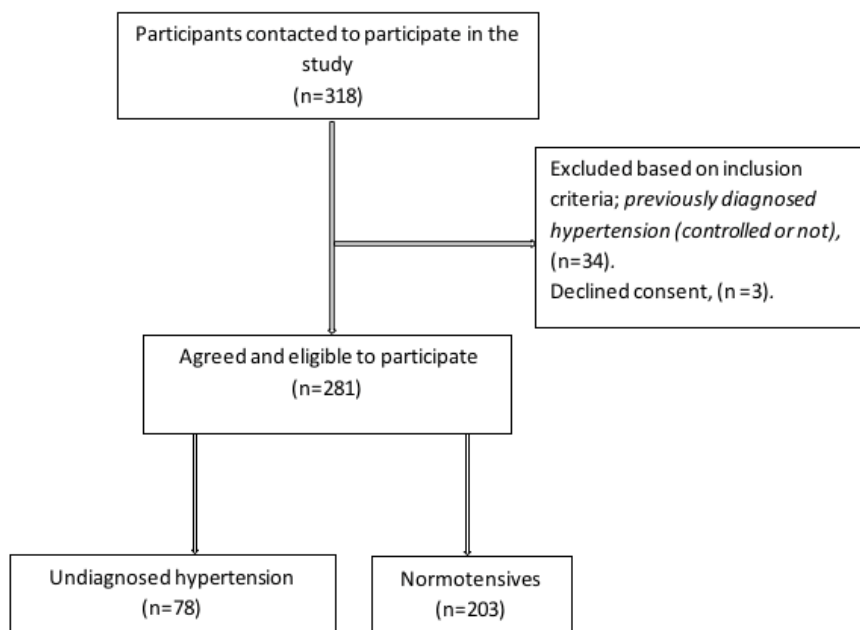 Participants contacted to participate in the
study
(n=318)
Excluded based on inclusion
criteria; previously diagnosed
hypertension (controlled or not),
(n=34).
Declined consent, (n =3).
Agreed and eligible to participate
(n=281)
Undiagnosed hypertension
(n=78)
Normotensives
(n=203)